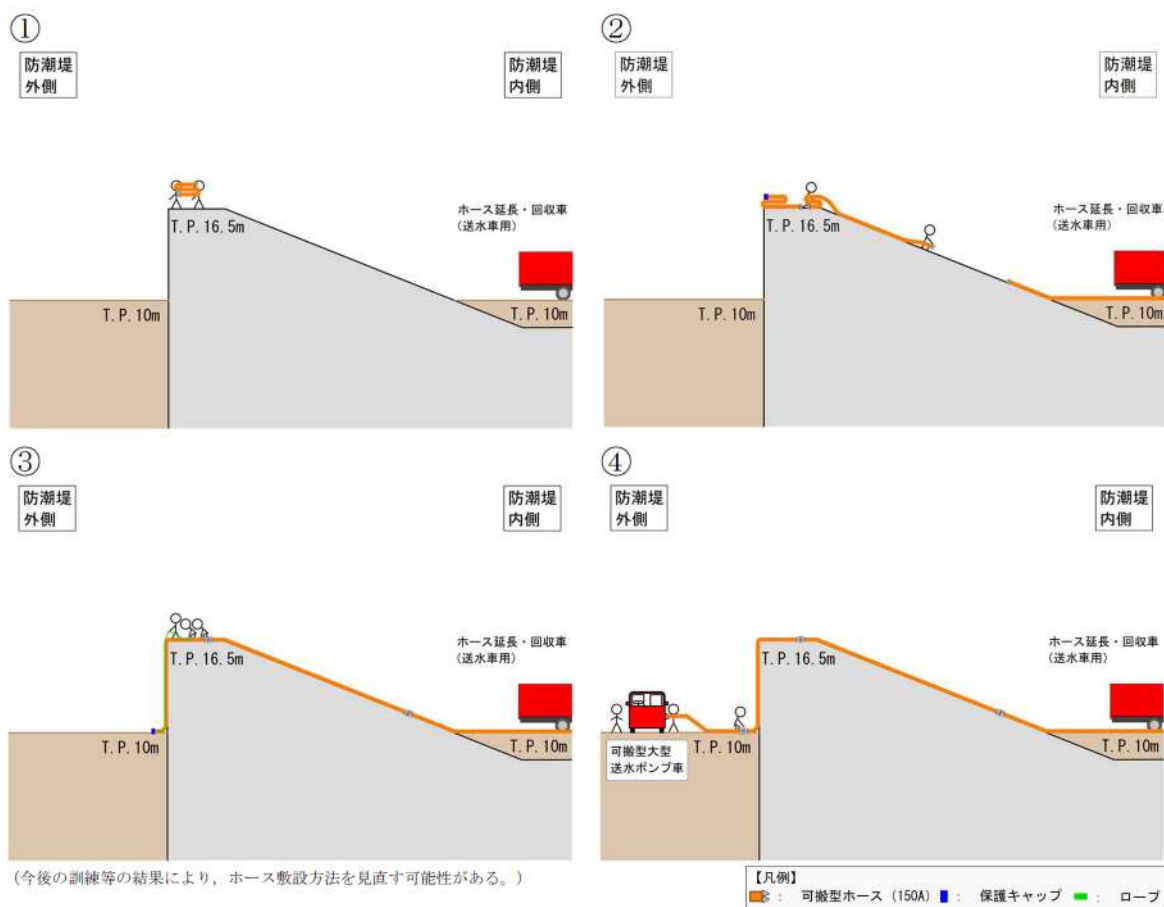 ①
防潮堤
外側
防潮堤
内側
ホース延長・回収車
(送水車用)
T.P.16.5m
T.P.10m
T.P.10m
②
防潮堤
外側
防潮堤
内側
ホース延長・回収車
(送水車用)
T.P.16.5m
T.P.10m
T.P.10m
③
防潮堤
外側
防潮堤
内側
ホース延長・回収車
(送水車用)
T.P.16.5m
T.P.10m
T.P.10m
④
防潮堤
外側
防潮堤
内側
ホース延長・回収車
(送水車用)
T.P.16.5m
可搬型大型
送水ポンプ車
T.P.10m
T.P.10m
(今後の訓練等の結果により,ホース敷設方法を見直す可能性がある。)
【凡例】
: 可搬型ホース (150A) : 保護キャップ : ロープ